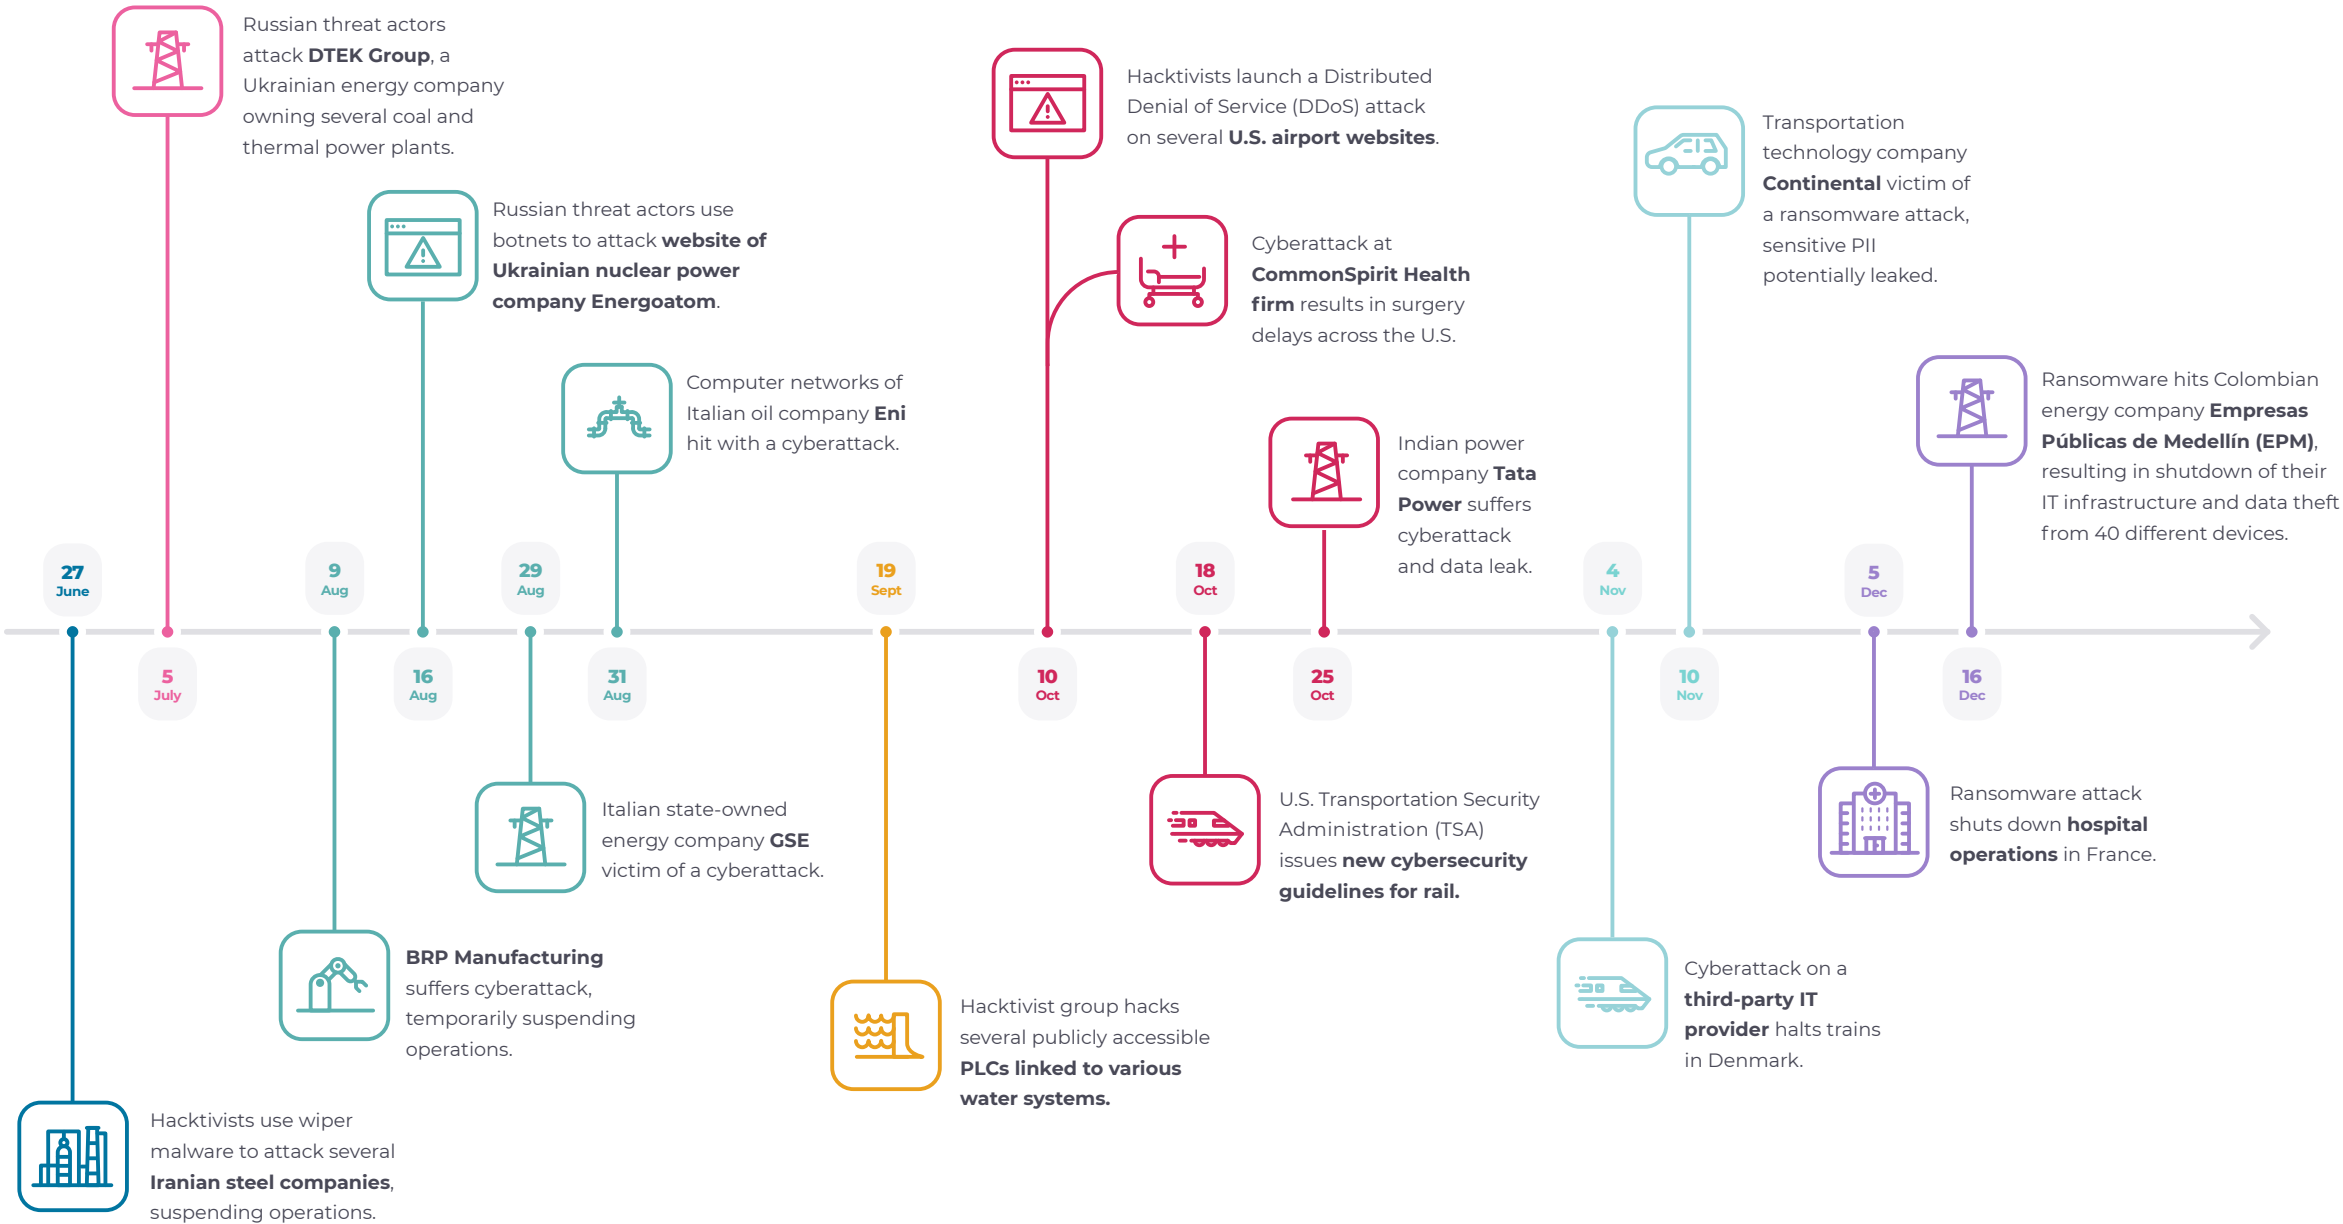 Russian threat actors
attack DTEK Group, a
Ukrainian energy company
owning several coal and
thermal power plants.
Hacktivists launch a Distributed
Denial of Service (DDoS) attack
on several U.S. airport websites.
Transportation
technology company
Continental victim of
a ransomware attack,
sensitive PII
potentially leaked.
Russian threat actors use
botnets to attack website of
Ukrainian nuclear power
company Energoatom.
Cyberattack at
CommonSpirit Health
firm results in surgery
delays across the U.S.
Computer networks of
Italian oil company Eni
hit with a cyberattack.
Indian power
company Tata
Power suffers
cyberattack
and data leak.
Ransomware hits Colombian
energy company Empresas
Públicas de Medellín (EPM),
resulting in shutdown of their
IT infrastructure and data theft
from 40 different devices.
27
June
5
July
9
Aug
16
Aug
29
Aug
31
Aug
19
Sept
10
Oct
18
Oct
25
Oct
4
Nov
10
Nov
5
Dec
16
Dec
Italian state-owned
energy company GSE
victim of a cyberattack.
U.S. Transportation Security
Administration (TSA)
issues new cybersecurity
guidelines for rail.
Ransomware attack
shuts down hospital
operations in France.
BRP Manufacturing
suffers cyberattack,
temporarily suspending
operations.
Hacktivist group hacks
several publicly accessible
PLCs linked to various
water systems.
Cyberattack on a
third-party IT
provider halts trains
in Denmark.
Hacktivists use wiper
malware to attack several
Iranian steel companies,
suspending operations.